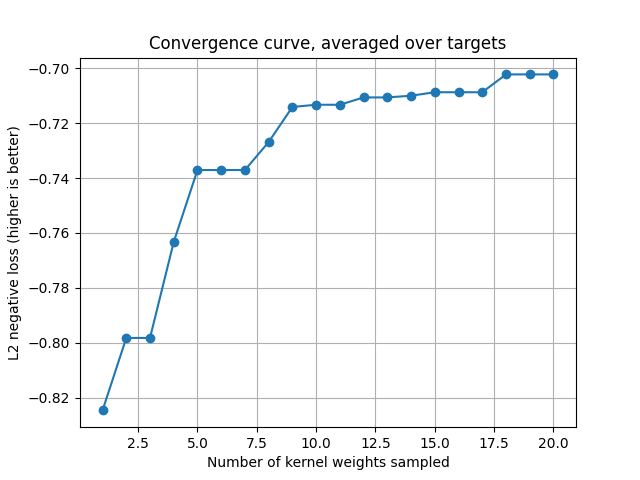 Convergence curve, averaged over targets
L2 negative loss (higher is better)
−0.70
−0.72
−0.74
−0.76
−0.78
−0.80
−0.82
2.5 5.0 7.5 10.0 12.5 15.0 17.5 20.0
Number of kernel weights sampled